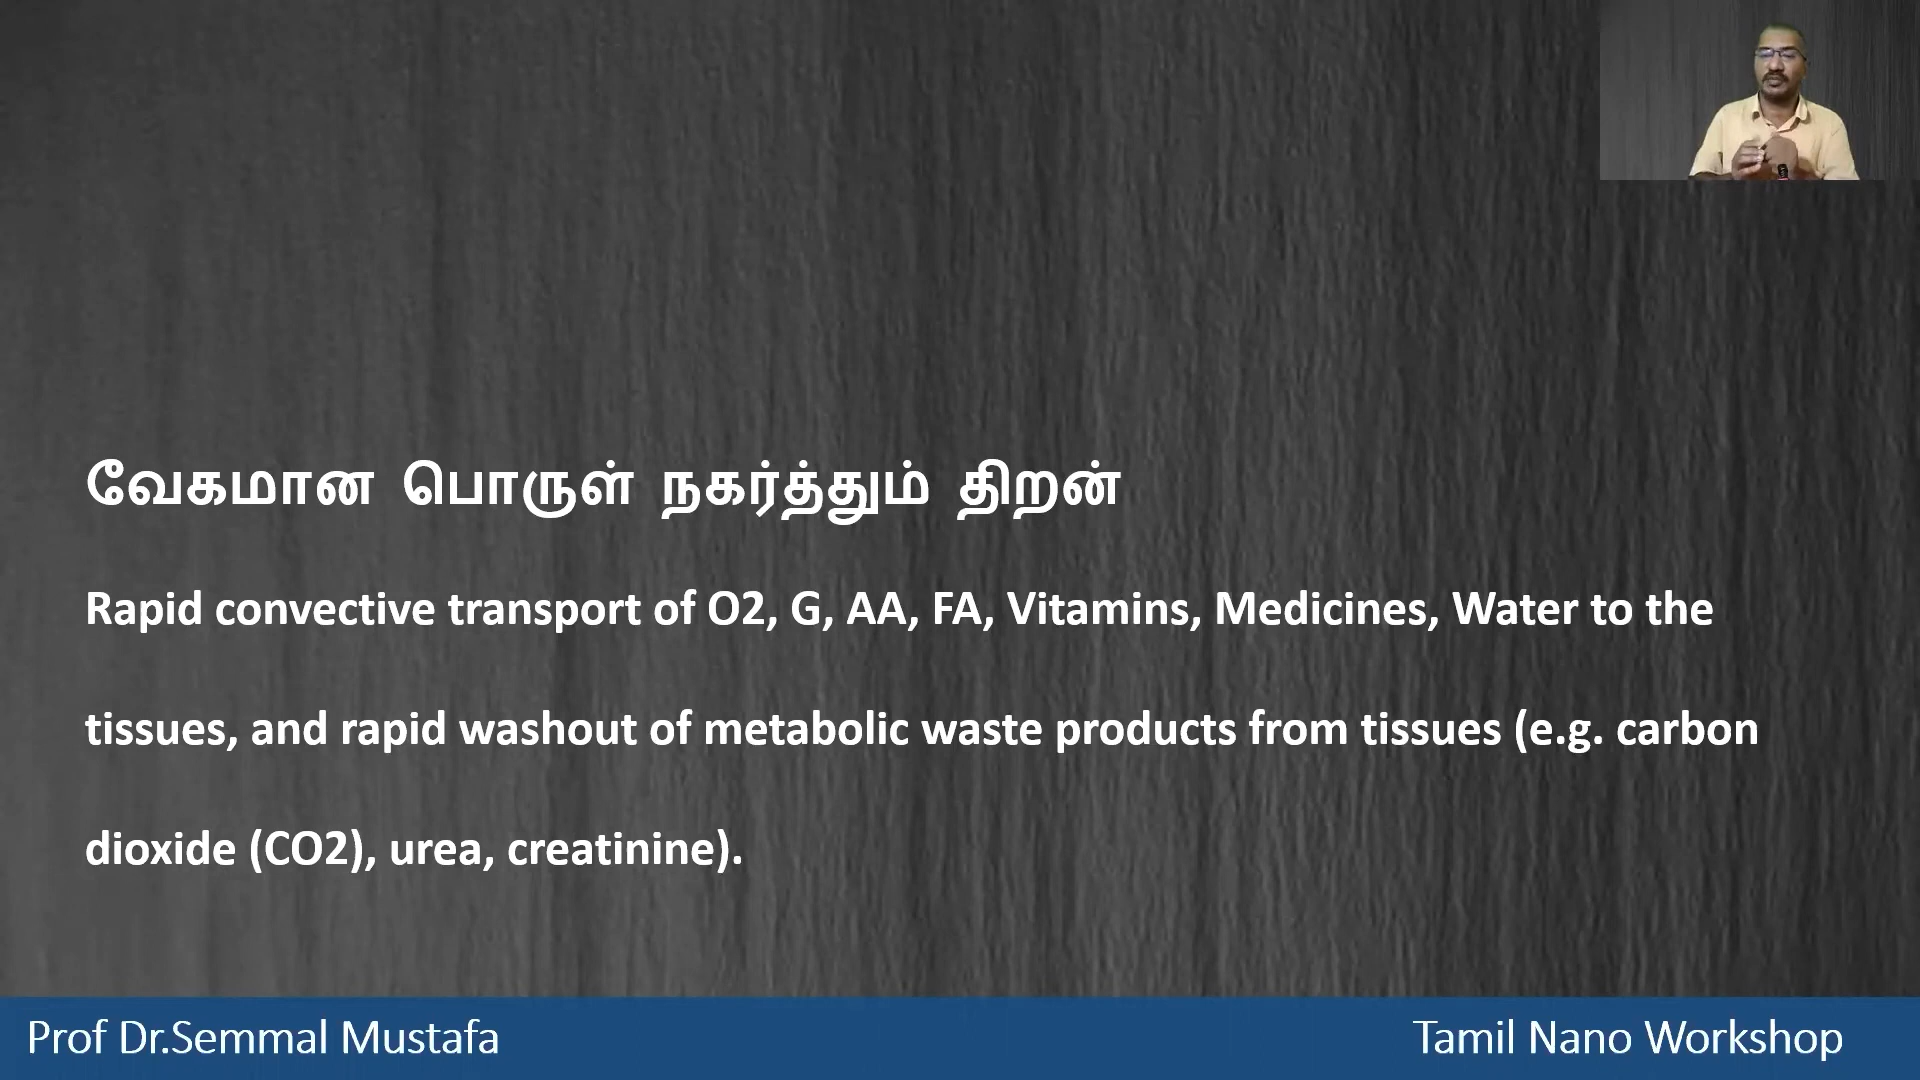 வேகமான பொருள் நகர்த்தும் திறன்
Rapid convective transport of O2, G, AA, FA, Vitamins, Medicines, Water to the
tissues, and rapid washout of metabolic waste products from tissues (e.g. carbon
dioxide (CO2), urea, creatinine).
Prof Dr.Semmal Mustafa
Tamil Nano Workshop